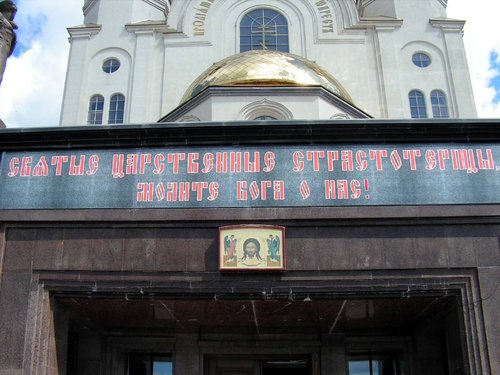 СВЯТЫЕ ЦАРСТВЕННЫЕ СТРАСТОТЕРПЦЫ,
МОЛИТЕ БОГА О НАС!